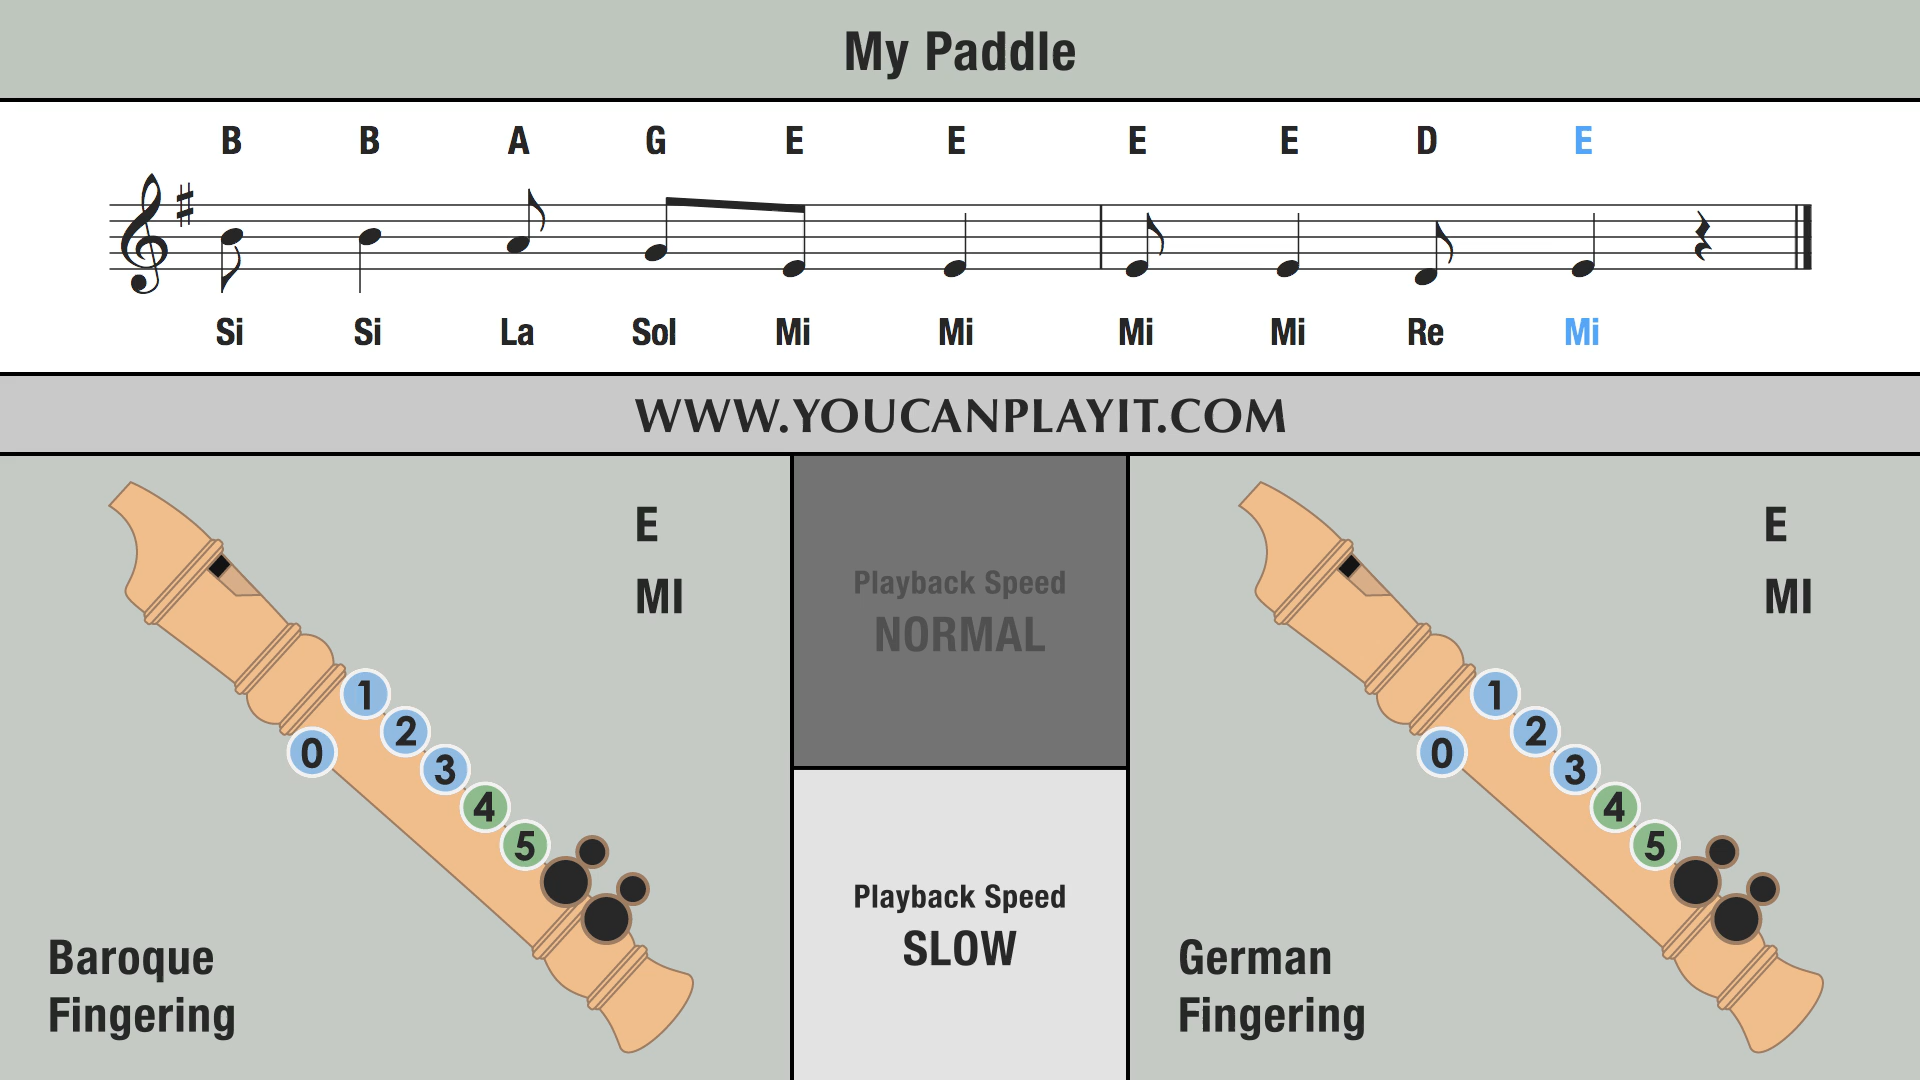 My Paddle
B B A G E E E E D E
Si Si La Sol Mi Mi Mi Mi Re Mi
WWW.YOUCANPLAYIT.COM
E
MI
1
2
3
4
5
0
Baroque
Fingering
Playback Speed
NORMAL
Playback Speed
SLOW
E
MI
1
2
3
4
5
0
German
Fingering